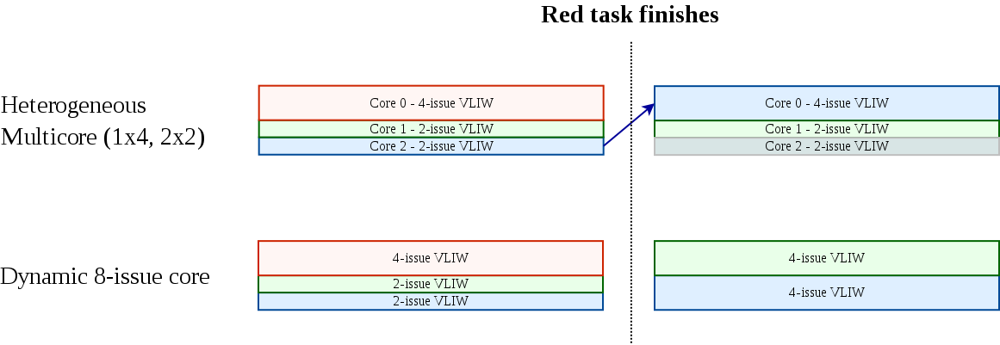 Red task finishes
Heterogeneous
Multicore (1x4, 2x2)
Core 0 - 4-issue VLIW
Core 1 - 2-issue VLIW
Core 2 - 2-issue VLIW
Core 0 - 4-issue VLIW
Core 1 - 2-issue VLIW
Core 2 - 2-issue VLIW
Dynamic 8-issue core
4-issue VLIW
2-issue VLIW
2-issue VLIW
4-issue VLIW
4-issue VLIW